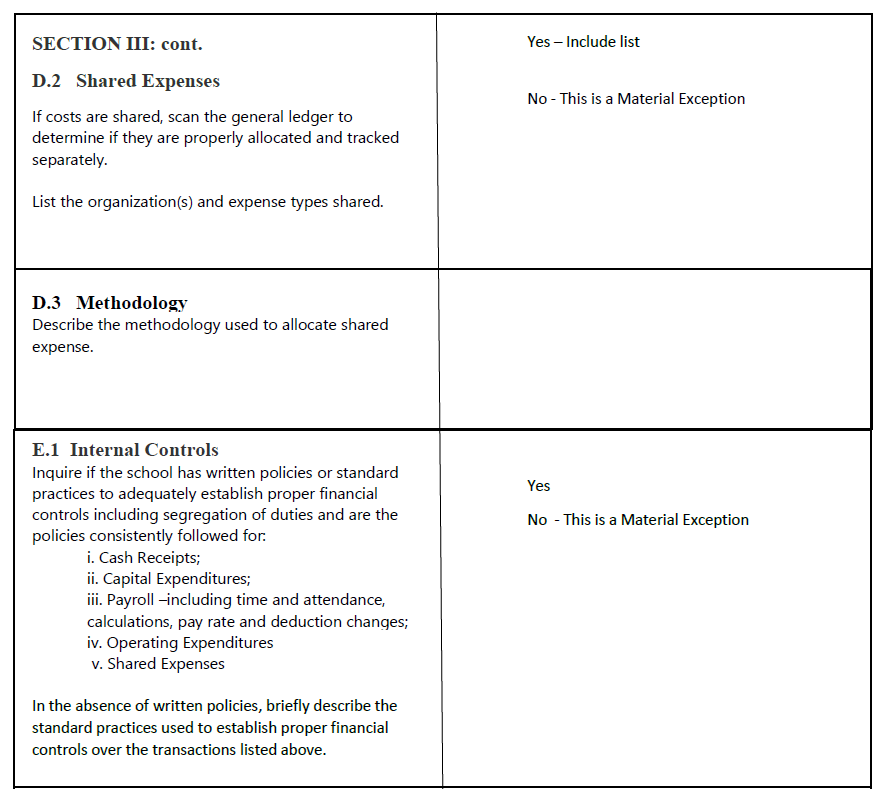 SECTION III: cont.
D.2 Shared Expenses
If costs are shared, scan the general ledger to
determine if they are properly allocated and tracked
separately.
List the organization(s) and expense types shared.
Yes – Include list
No - This is a Material Exception
D.3 Methodology
Describe the methodology used to allocate shared
expense.
E.1 Internal Controls
Inquire if the school has written policies or standard
practices to adequately establish proper financial
controls including segregation of duties and are the
policies consistently followed for:
i. Cash Receipts;
ii. Capital Expenditures;
iii. Payroll –including time and attendance,
calculations, pay rate and deduction changes;
iv. Operating Expenditures
v. Shared Expenses
In the absence of written policies, briefly describe the
standard practices used to establish proper financial
controls over the transactions listed above.
Yes
No - This is a Material Exception